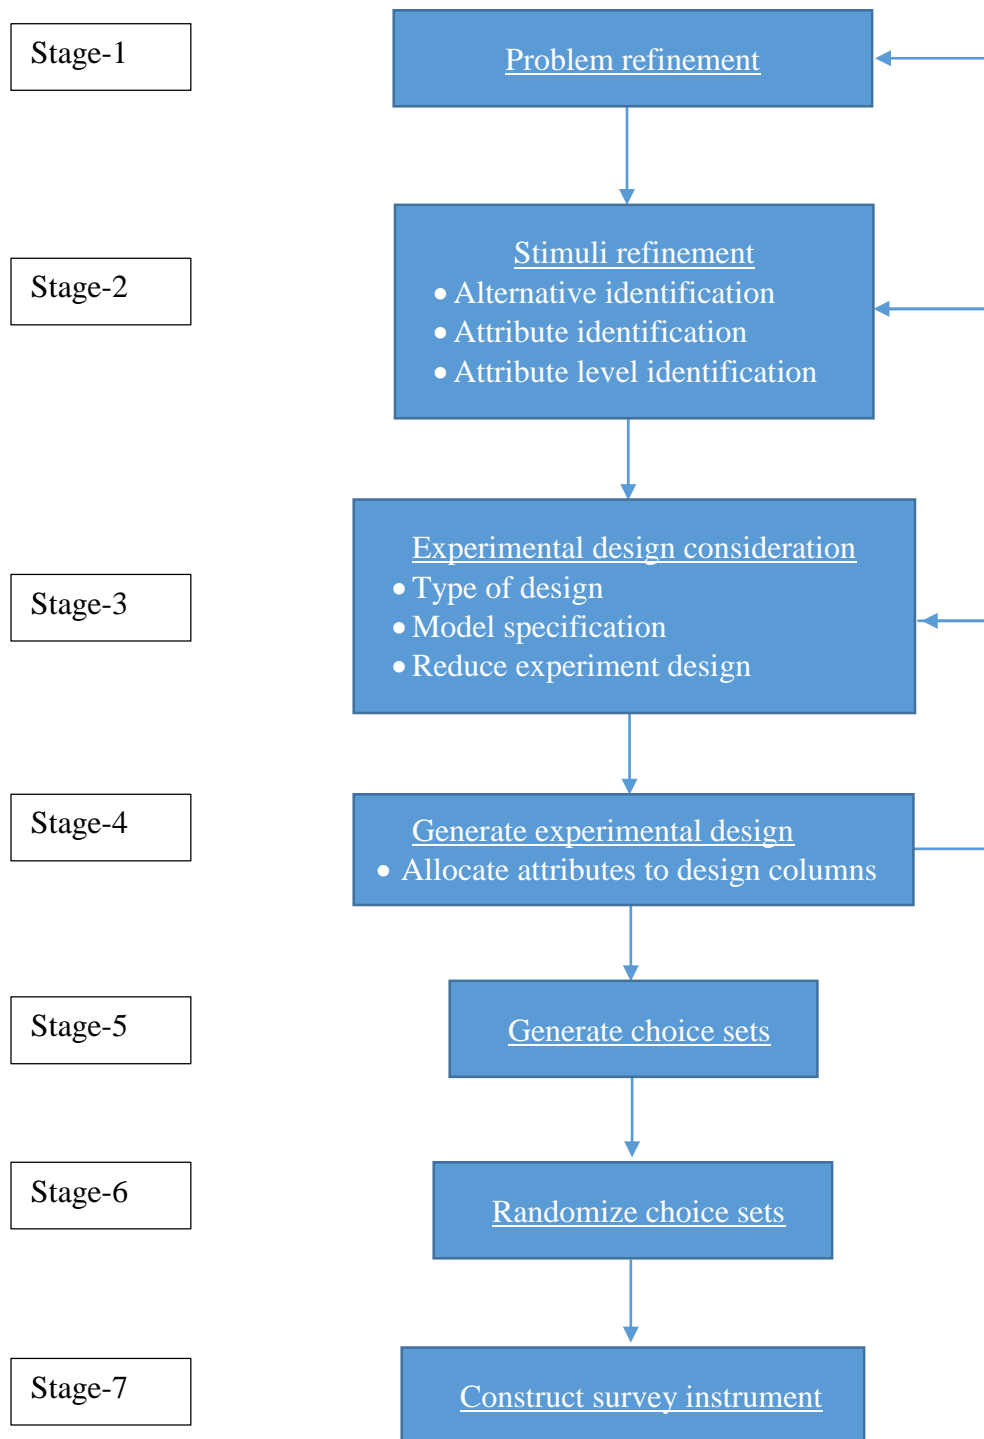 Stage-1
Problem refinement
Stage-2
Stimuli refinement
• Alternative identification
• Attribute identification
• Attribute level identification
Stage-3
Experimental design consideration
• Type of design
• Model specification
• Reduce experiment design
Stage-4
Generate experimental design
• Allocate attributes to design columns
Stage-5
Generate choice sets
Stage-6
Randomize choice sets
Stage-7
Construct survey instrument